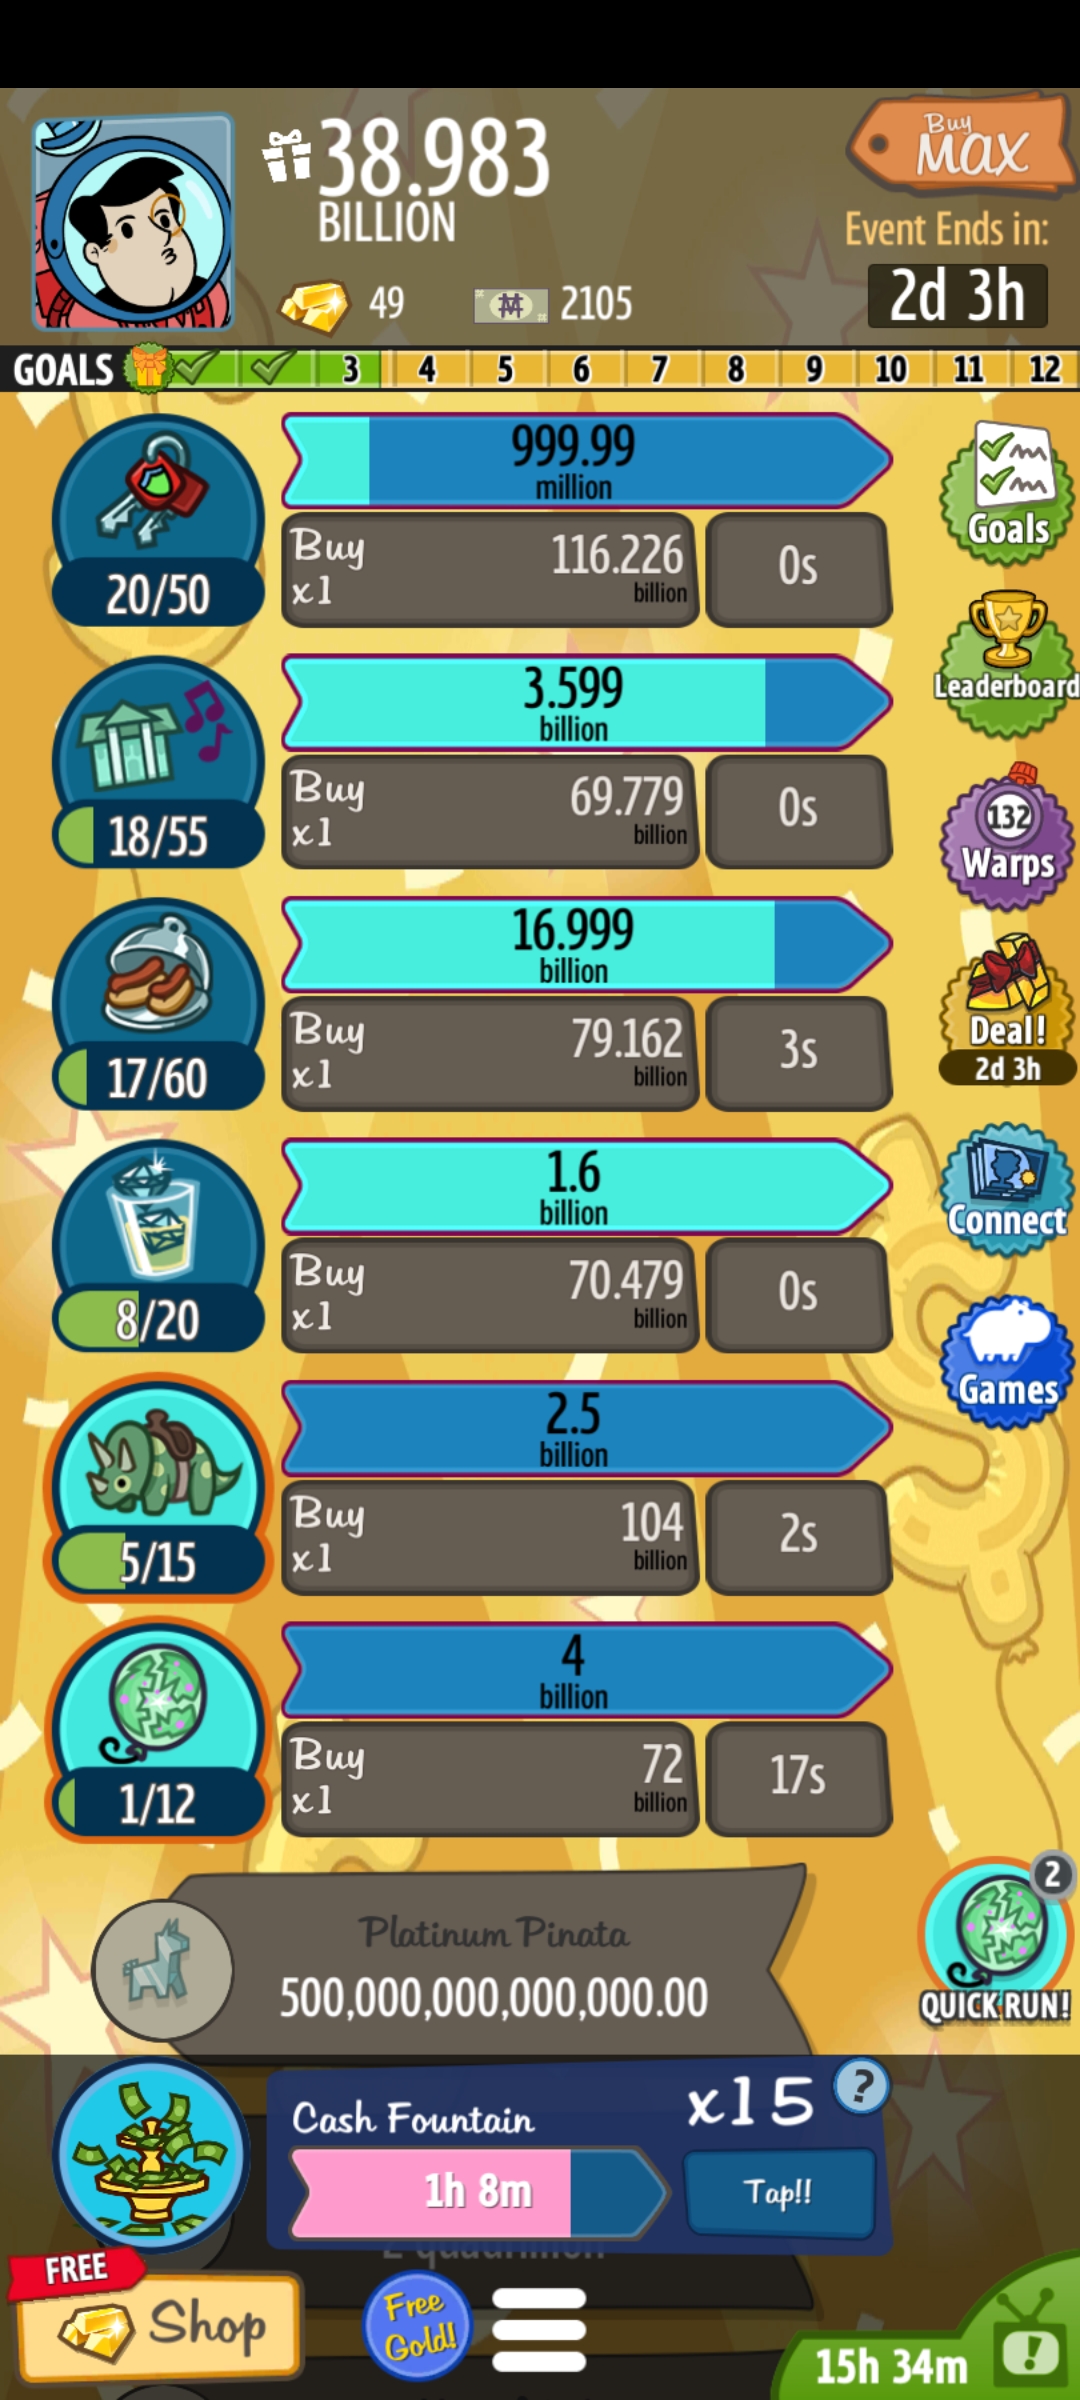 38.983
BILLION
Buy
MAX
Event Ends in:
2d 3h
49
2105
GOALS 3 4 5 6 7 8 9 10 11 12
999.99
million
20/50
Buy
x1
116.226
billion
0s
Goals
3.599
billion
18/55
Buy
x1
69.779
billion
0s
Leaderboard
132
Warps
16.999
billion
17/60
Buy
x1
79.162
billion
3s
Deal!
2d 3h
1.6
billion
8/20
Buy
x1
70.479
billion
0s
Connect
2.5
billion
5/15
Buy
x1
104
billion
2s
Games
4
billion
1/12
Buy
x1
72
billion
17s
Platinum Pinata
500,000,000,000,000.00
2
QUICK RUN!
Cash Fountain
x15
?
1h 8m
Tap!!
2 quadrillion
FREE
Shop
Free
Gold!
15h 34m